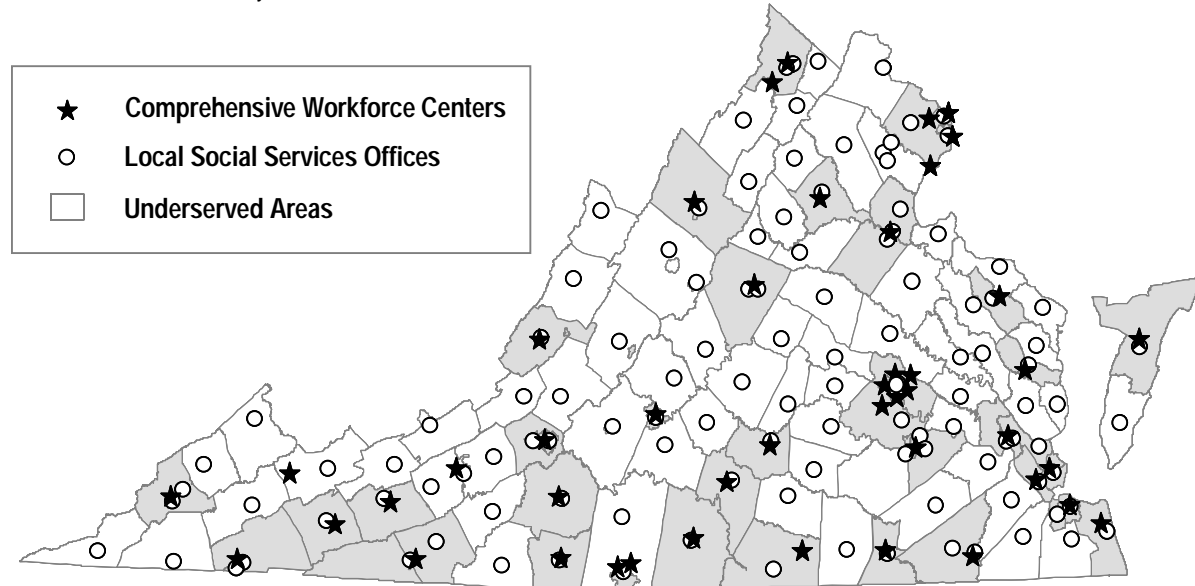 Comprehensive Workforce Centers
Local Social Services Offices
Underserved Areas